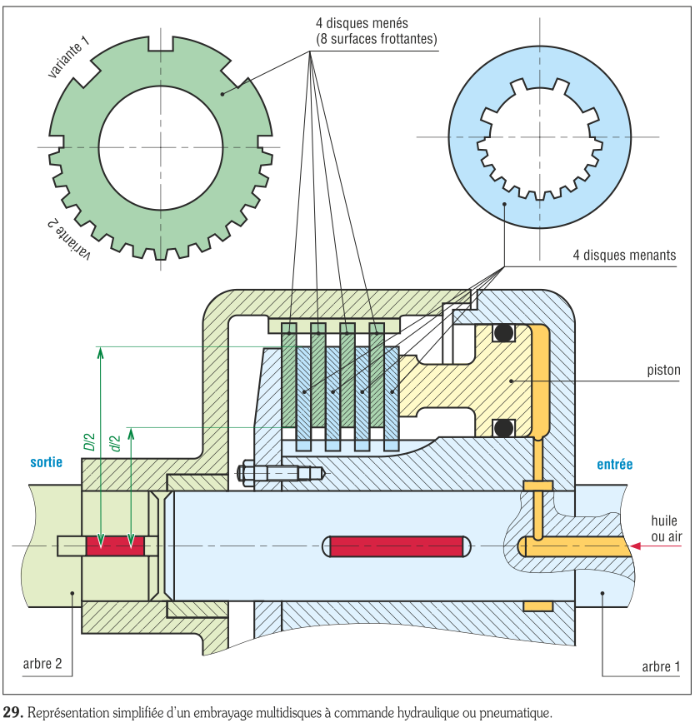 4 disques menés
(8 surfaces frottantes)
variante 1
variante 2
4 disques menants
piston
D/2
d/2
sortie
entrée
huile
ou air
arbre 2
arbre 1
29. Représentation simplifiée d'un embrayage multidisques à commande hydraulique ou pneumatique.